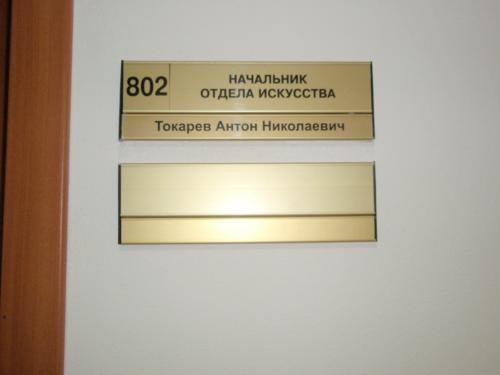 802
НАЧАЛЬНИК
ОТДЕЛА ИСКУССТВА
Токарев Антон Николаевич